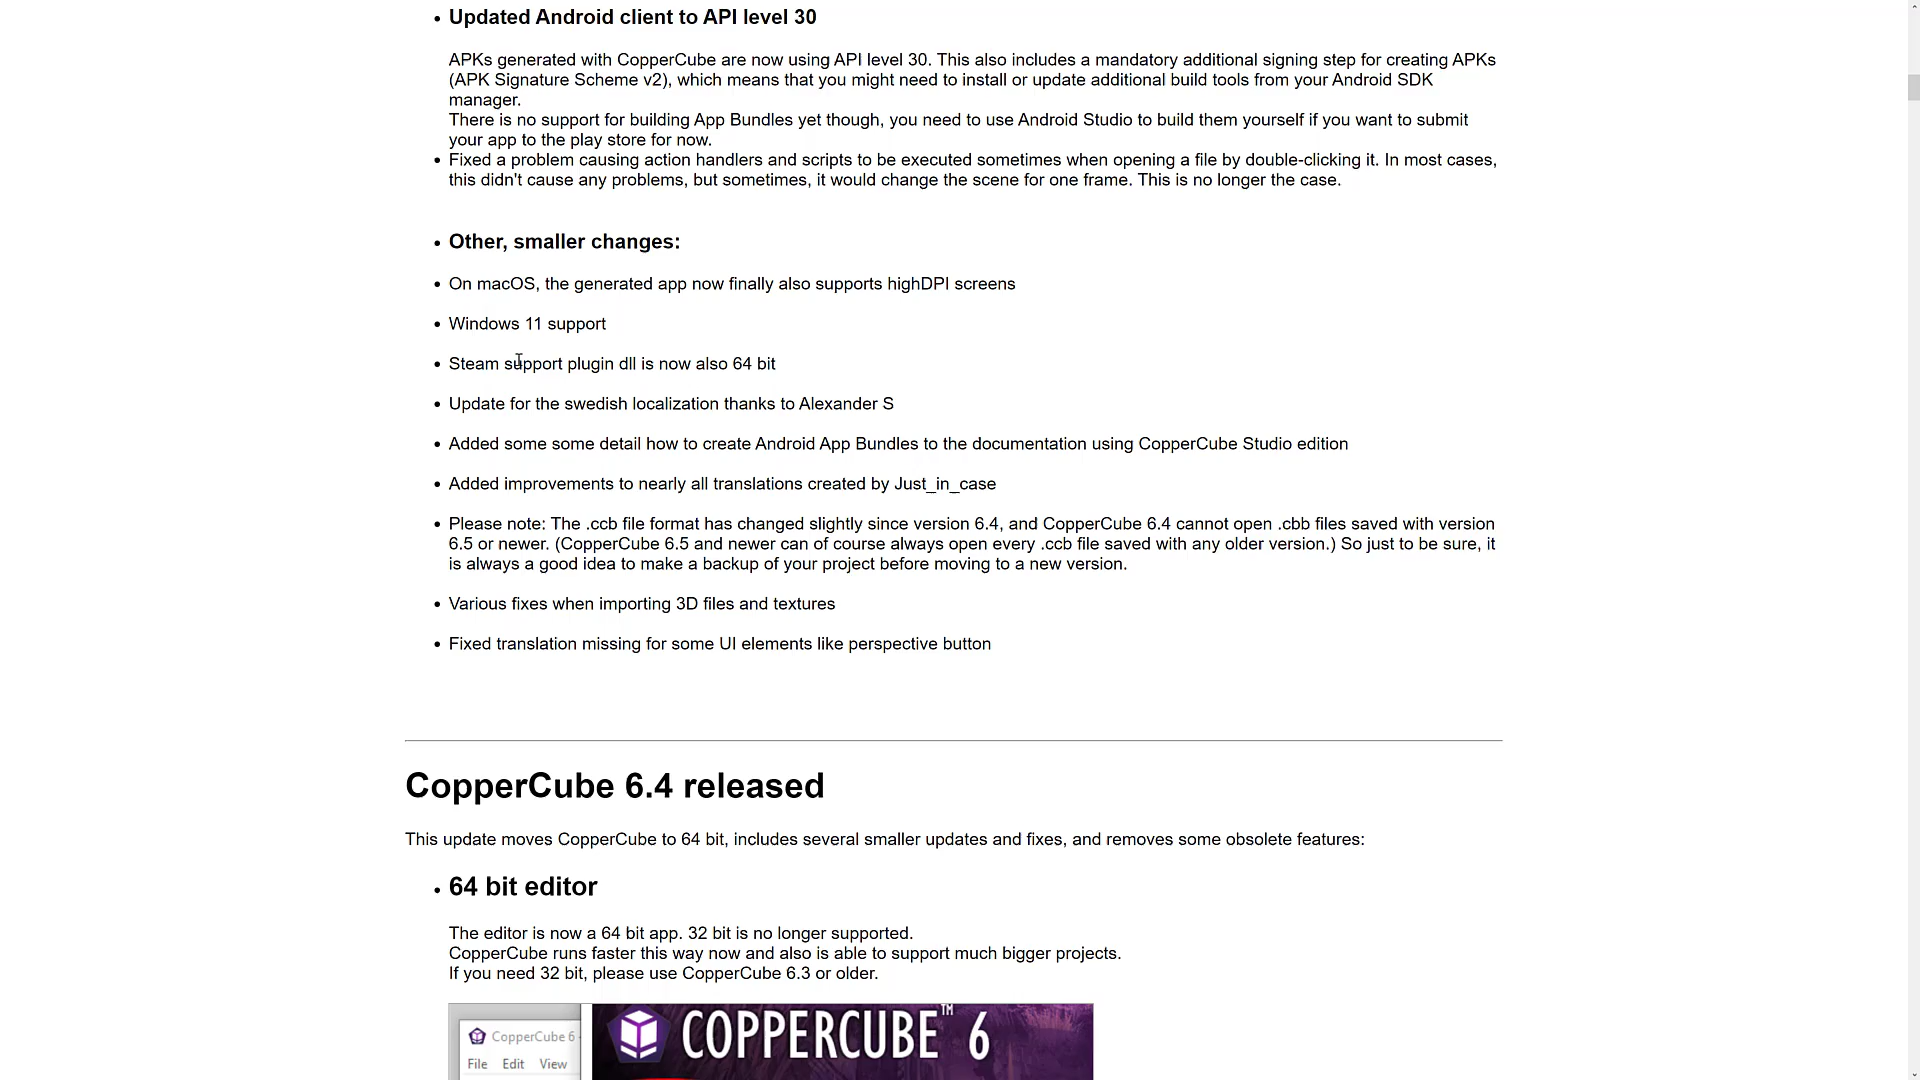 Updated Android client to API level 30
APKs generated with CopperCube are now using API level 30. This also includes a mandatory additional signing step for creating APKs
(APK Signature Scheme v2), which means that you might need to install or update additional build tools from your Android SDK
manager.
There is no support for building App Bundles yet though, you need to use Android Studio to build them yourself if you want to submit
your app to the play store for now.
Fixed a problem causing action handlers and scripts to be executed sometimes when opening a file by double-clicking it. In most cases,
this didn't cause any problems, but sometimes, it would change the scene for one frame. This is no longer the case.
Other, smaller changes:
On macOS, the generated app now finally also supports highDPI screens
Windows 11 support
Steam support plugin dll is now also 64 bit
Update for the swedish localization thanks to Alexander S
Added some some detail how to create Android App Bundles to the documentation using CopperCube Studio edition
Added improvements to nearly all translations created by Just_in_case
Please note: The .ccb file format has changed slightly since version 6.4, and CopperCube 6.4 cannot open .cbb files saved with version
6.5 or newer. (CopperCube 6.5 and newer can of course always open every .ccb file saved with any older version.) So just to be sure, it
is always a good idea to make a backup of your project before moving to a new version.
Various fixes when importing 3D files and textures
Fixed translation missing for some UI elements like perspective button
CopperCube 6.4 released
This update moves CopperCube to 64 bit, includes several smaller updates and fixes, and removes some obsolete features:
64 bit editor
The editor is now a 64 bit app. 32 bit is no longer supported.
CopperCube runs faster this way now and also is able to support much bigger projects.
If you need 32 bit, please use CopperCube 6.3 or older.
CopperCube 6
COPPERCUBE™ 6
File Edit View